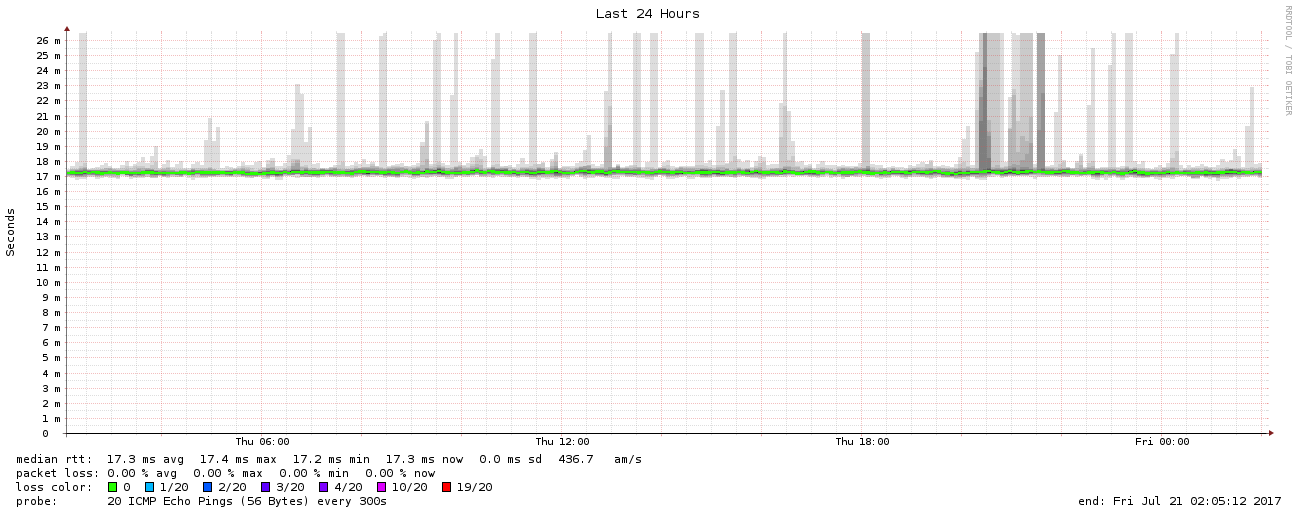 Last 24 Hours
RRDTOOL / TOBI OETIKER
Seconds
26 m
25 m
24 m
23 m
22 m
21 m
20 m
19 m
18 m
17 m
16 m
15 m
14 m
13 m
12 m
11 m
10 m
9 m
8 m
7 m
6 m
5 m
4 m
3 m
2 m
1 m
0
Thu 06:00 Thu 12:00 Thu 18:00 Fri 00:00
median rtt: 17.3 ms avg 17.4 ms max 17.2 ms min 17.3 ms now 0.0 ms sd 436.7 am/s
packet loss: 0.00 % avg 0.00 % max 0.00 % min 0.00 % now
loss color: 0 1/20 2/20 3/20 4/20 10/20 19/20
probe: 20 ICMP Echo Pings (56 Bytes) every 300s end: Fri Jul 21 02:05:12 2017